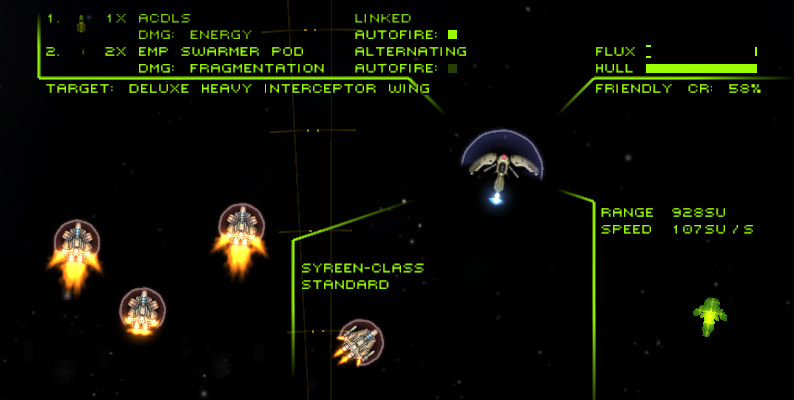 1. 1X ACDLS LINKED
DMG: ENERGY AUTOFIRE:
2. 2X EMP SWARMER POD ALTERNATING
DMG: FRAGMENTATION AUTOFIRE:
TARGET: DELUXE HEAVY INTERCEPTOR WING
FLUX
HULL
FRIENDLY CR: 58%
RANGE 928SU
SPEED 107SU/S
SYREEN-CLASS
STANDARD